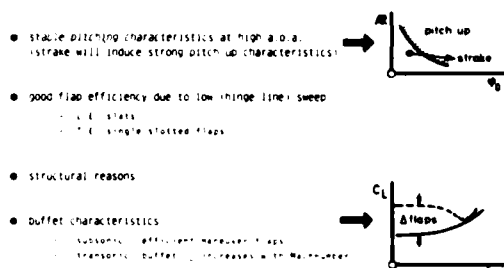 ● stable pitching characteristics at high a.o.a.
(strake will induce strong pitch up characteristics)
AR
pitch up
strake
φ₀
● good flap efficiency due to low (hinge line) sweep
- L.E. slats
- T.E. single slotted flaps
● structural reasons
● buffet characteristics
- subsonic efficient maneuver flaps
- transonic buffet increases with Machnumber
C_L
Δ flaps